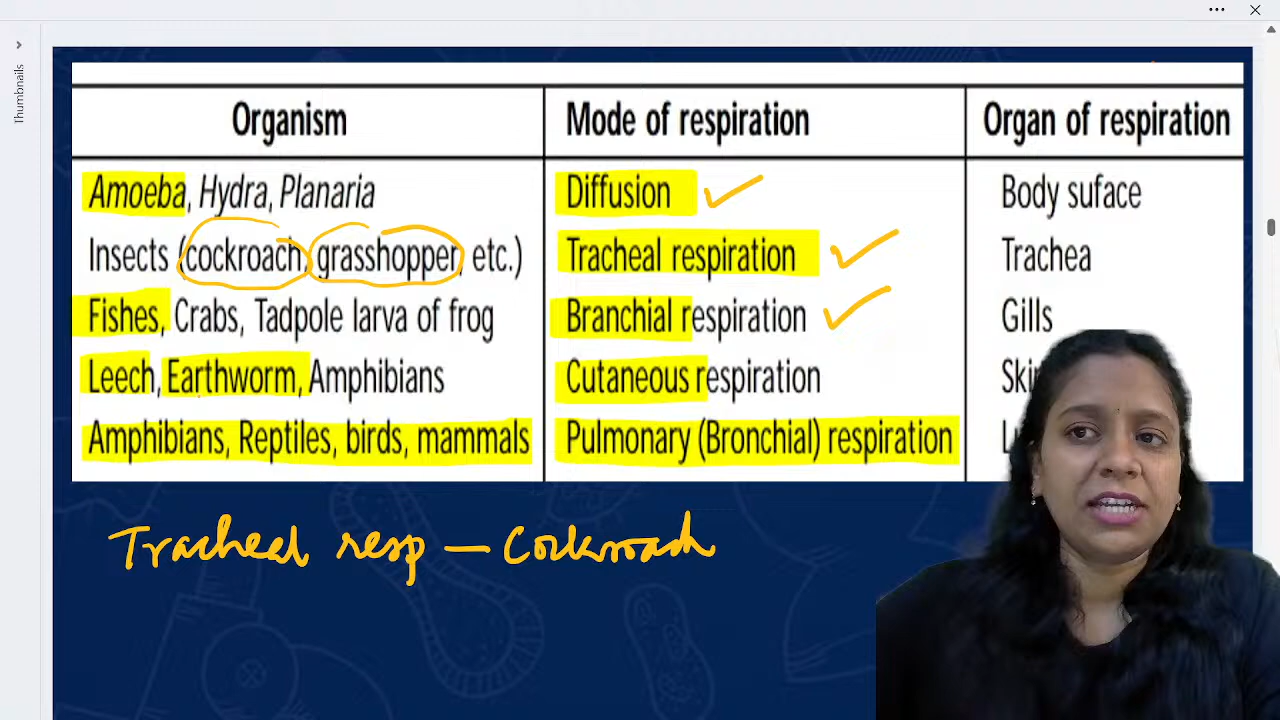 Thumbnails
Organism Mode of respiration Organ of respiration
Amoeba, Hydra, Planaria Diffusion Body suface
Insects (cockroach, grasshopper, etc.) Tracheal respiration Trachea
Fishes, Crabs, Tadpole larva of frog Branchial respiration Gills
Leech, Earthworm, Amphibians Cutaneous respiration
Amphibians, Reptiles, birds, mammals Pulmonary (Bronchial) respiration
Tracheal resp — Cockroach